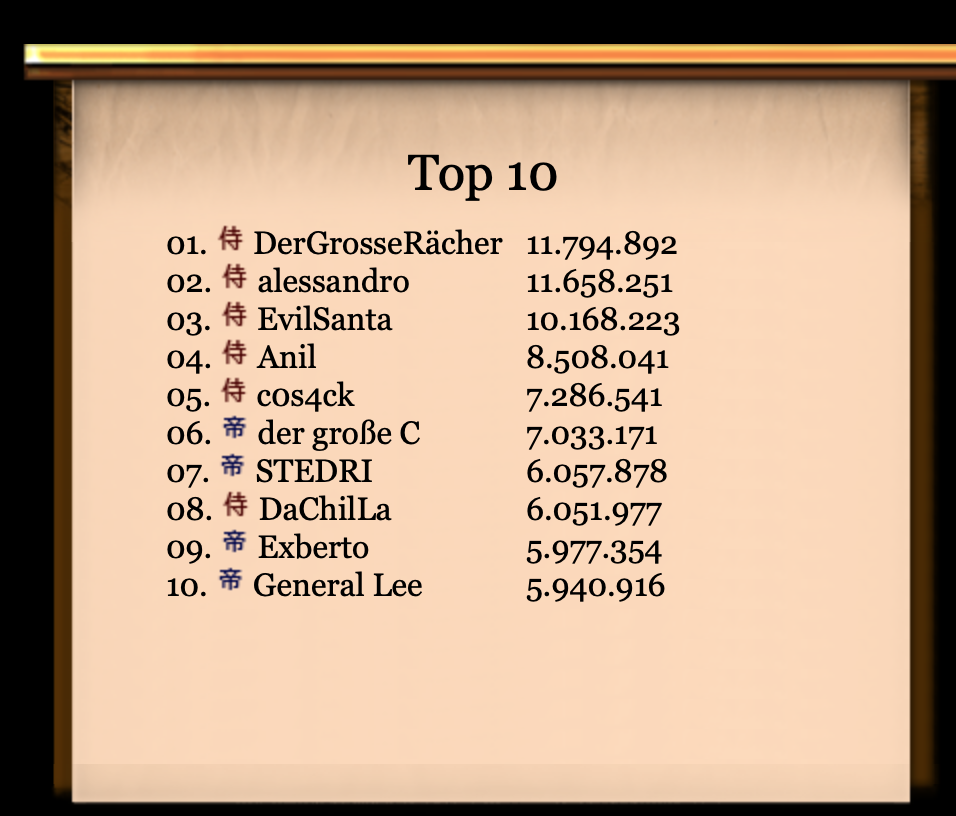 Top 10
01. 侍 DerGrosseRächer 11.794.892
02. 侍 alessandro 11.658.251
03. 侍 EvilSanta 10.168.223
04. 侍 Anil 8.508.041
05. 侍 c0s4ck 7.286.541
06. 帝 der große C 7.033.171
07. 帝 STEDRI 6.057.878
08. 侍 DaChilLa 6.051.977
09. 帝 Exberto 5.977.354
10. 帝 General Lee 5.940.916